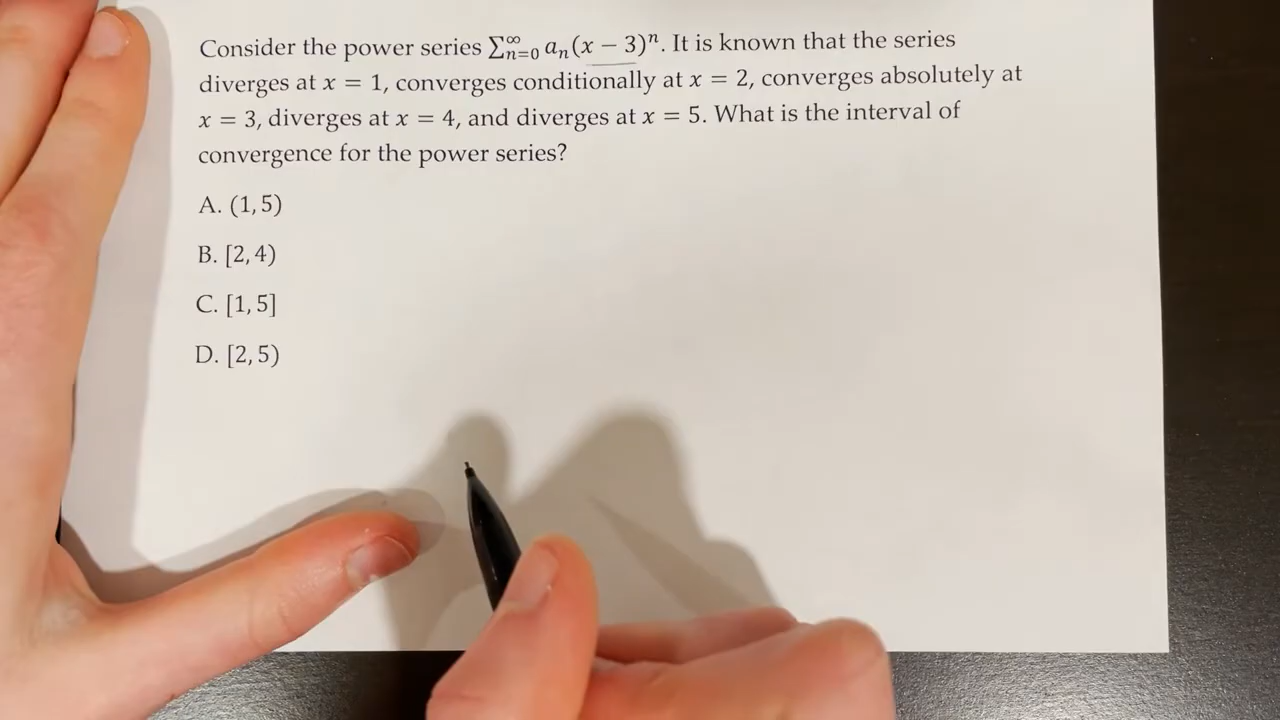 Consider the power series $\sum_{n=0}^{\infty} a_n(x-3)^n$. It is known that the series
diverges at $x = 1$, converges conditionally at $x = 2$, converges absolutely at
$x = 3$, diverges at $x = 4$, and diverges at $x = 5$. What is the interval of
convergence for the power series?
A. (1, 5)
B. [2, 4)
C. [1, 5]
D. [2, 5)